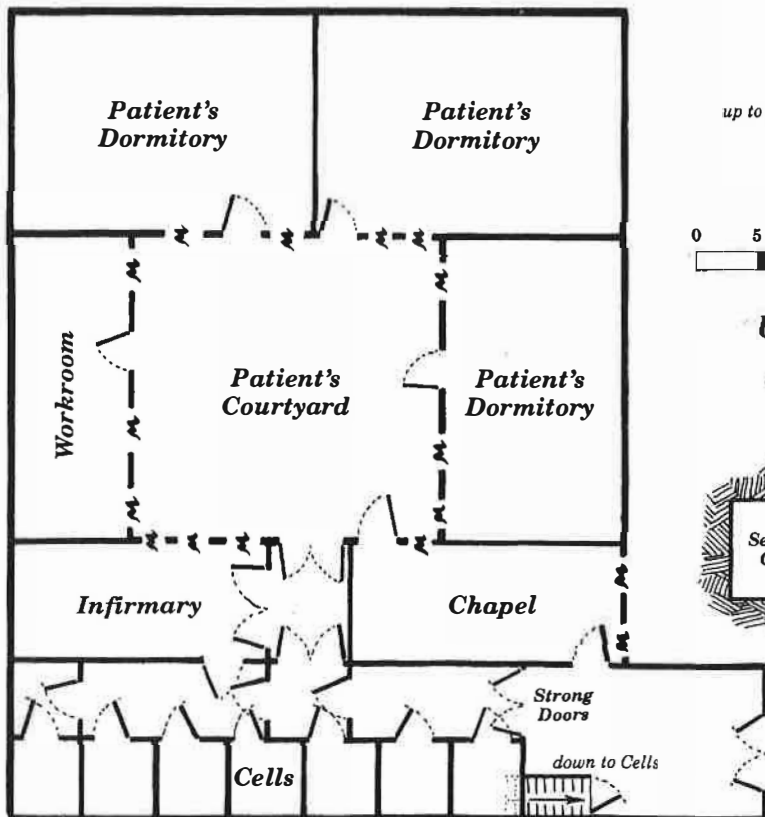 Patient's
Dormitory
Patient's
Dormitory
up to
0 5
Workroom
Patient's
Courtyard
Patient's
Dormitory
Infirmary
Chapel
Strong
Doors
down to Cells
Cells